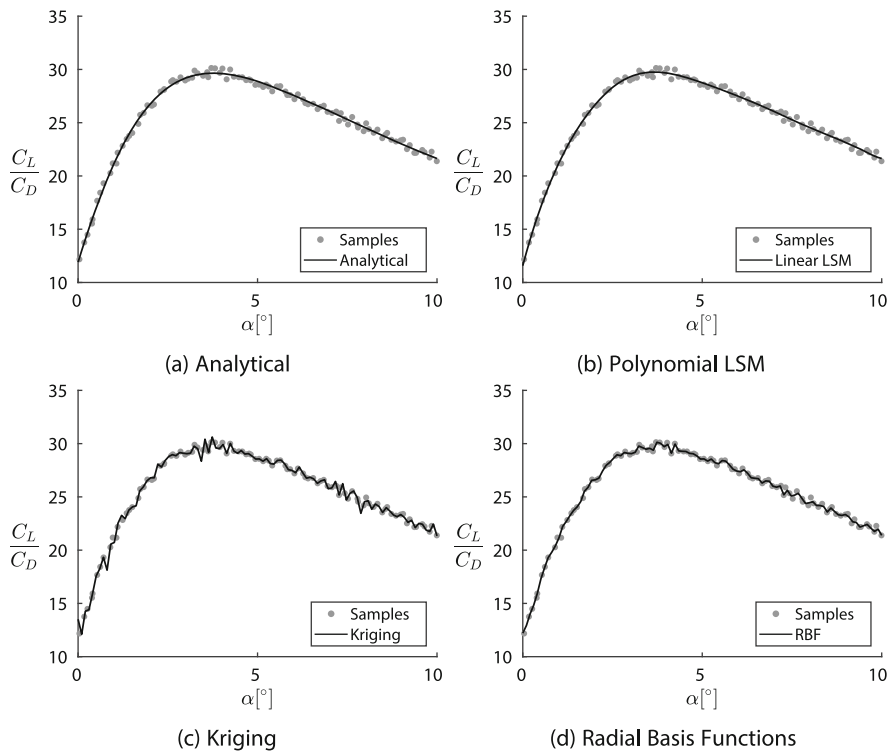 35
30
25
20
15
10
C_L
C_D
0
5
10
α[°]
Samples
Analytical
(a) Analytical
35
30
25
20
15
10
C_L
C_D
0
5
10
α[°]
Samples
Linear LSM
(b) Polynomial LSM
35
30
25
20
15
10
C_L
C_D
0
5
10
α[°]
Samples
Kriging
(c) Kriging
35
30
25
20
15
10
C_L
C_D
0
5
10
α[°]
Samples
RBF
(d) Radial Basis Functions